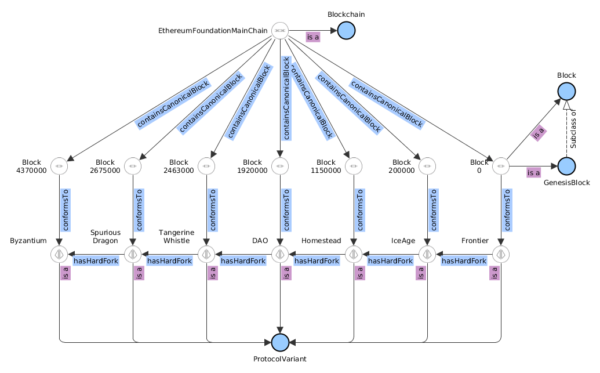 Blockchain
EthereumFoundationMainChain
is a
containsCanonicalBlock
containsCanonicalBlock
containsCanonicalBlock
containsCanonicalBlock
containsCanonicalBlock
containsCanonicalBlock
containsCanonicalBlock
Block
is a
Subclass of
Block
4370000
Block
2675000
Block
2463000
Block
1920000
Block
1150000
Block
200000
Block
0
is a
GenesisBlock
conformsTo
conformsTo
conformsTo
conformsTo
conformsTo
conformsTo
conformsTo
Byzantium
Spurious
Dragon
Tangerine
Whistle
DAO
Homestead
IceAge
Frontier
hasHardFork
hasHardFork
hasHardFork
hasHardFork
hasHardFork
hasHardFork
is a
is a
is a
is a
is a
is a
is a
ProtocolVariant